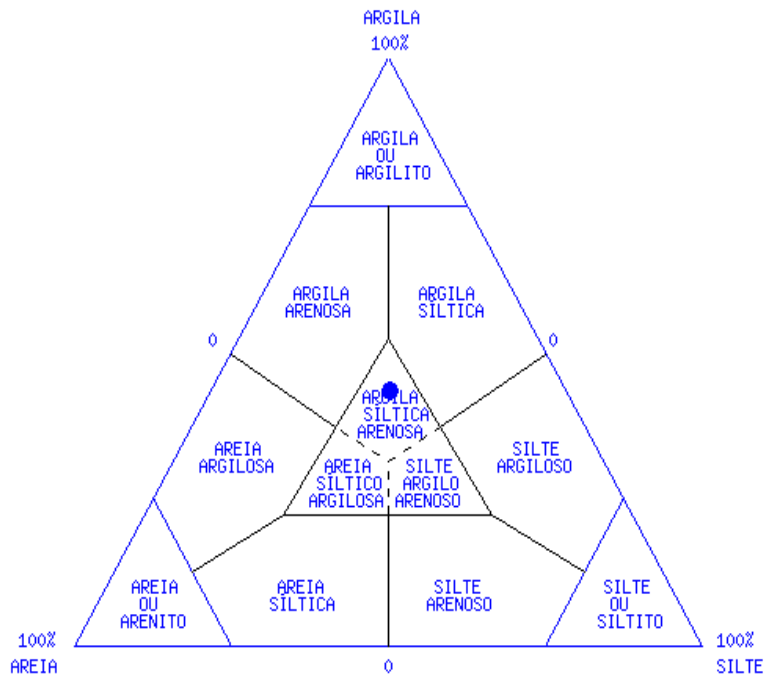 ARGILA
100%
ARGILA
OU
ARGILITO
ARGILA
ARENOSA
ARGILA
SÍLTICA
0
0
ARGILA
SÍLTICA
ARENOSA
AREIA
ARGILOSA
SILTE
ARGILOSO
AREIA
SÍLTICO
ARGILOSA
SILTE
ARGILO
ARENOSO
AREIA
OU
ARENITO
AREIA
SÍLTICA
SILTE
ARENOSO
SILTE
OU
SILTITO
100%
AREIA
0
100%
SILTE